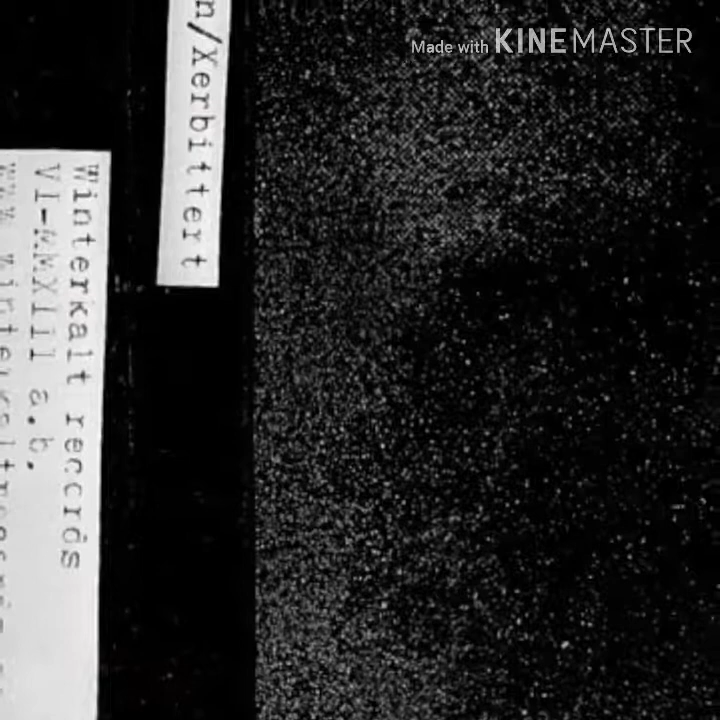 Made with KINEMASTER
n/Xerbittert
winterkalt records
VI-MMXIII a.b.